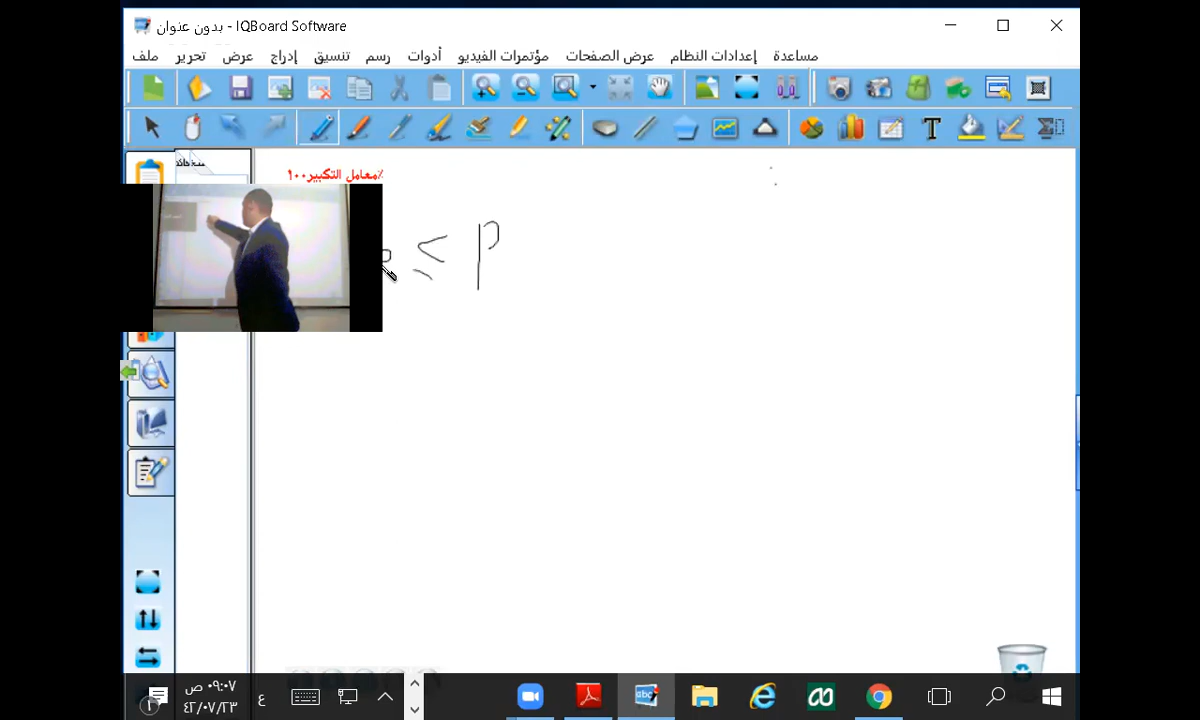 بدون عنوان - IQBoard Software
ملف تحرير عرض إدراج تنسيق رسم أدوات مؤتمرات الفيديو عرض الصفحات إعدادات النظام مساعدة
معامل التكبير١٠٠٪
≤ P
٠٩:٠٧ ص
٤٢/٠٧/٢٣
ع
abc